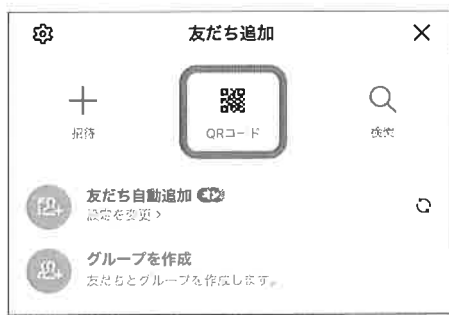 友だち追加
招待
QRコード
検索
友だち自動追加 オン
設定を変更 >
グループを作成
友だちとグループを作成します。